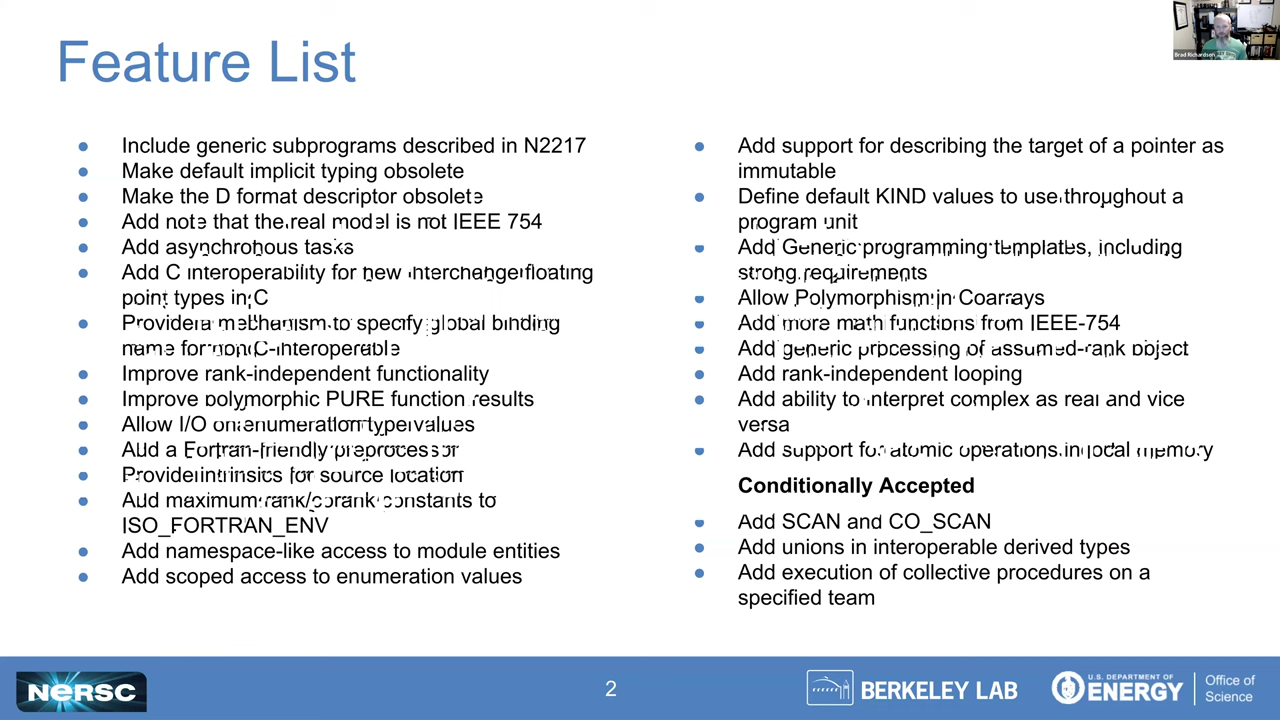 Feature List
Include generic subprograms described in N2217
Make default implicit typing obsolete
Make the D format descriptor obsolete
Add note that the real model is not IEEE 754
Add asynchronous tasks
Add C interoperability for new interchange floating
point types in C
Provide a mechanism to specify global binding
name for non C-interoperable
Improve rank-independent functionality
Improve polymorphic PURE function results
Allow I/O on enumeration type values
Add a Fortran-friendly preprocessor
Provide intrinsics for source location
Add maximum rank/corank constants to
ISO_FORTRAN_ENV
Add namespace-like access to module entities
Add scoped access to enumeration values
Add support for describing the target of a pointer as
immutable
Define default KIND values to use throughout a
program unit
Add Generic programming templates, including
strong requirements
Allow Polymorphism in Coarrays
Add more math functions from IEEE-754
Add generic processing of assumed-rank object
Add rank-independent looping
Add ability to interpret complex as real and vice
versa
Add support for atomic operations in local memory
Conditionally Accepted
Add SCAN and CO_SCAN
Add unions in interoperable derived types
Add execution of collective procedures on a
specified team
Brad Richardson
NERSC
2
BERKELEY LAB
U.S. DEPARTMENT OF
ENERGY
Office of
Science